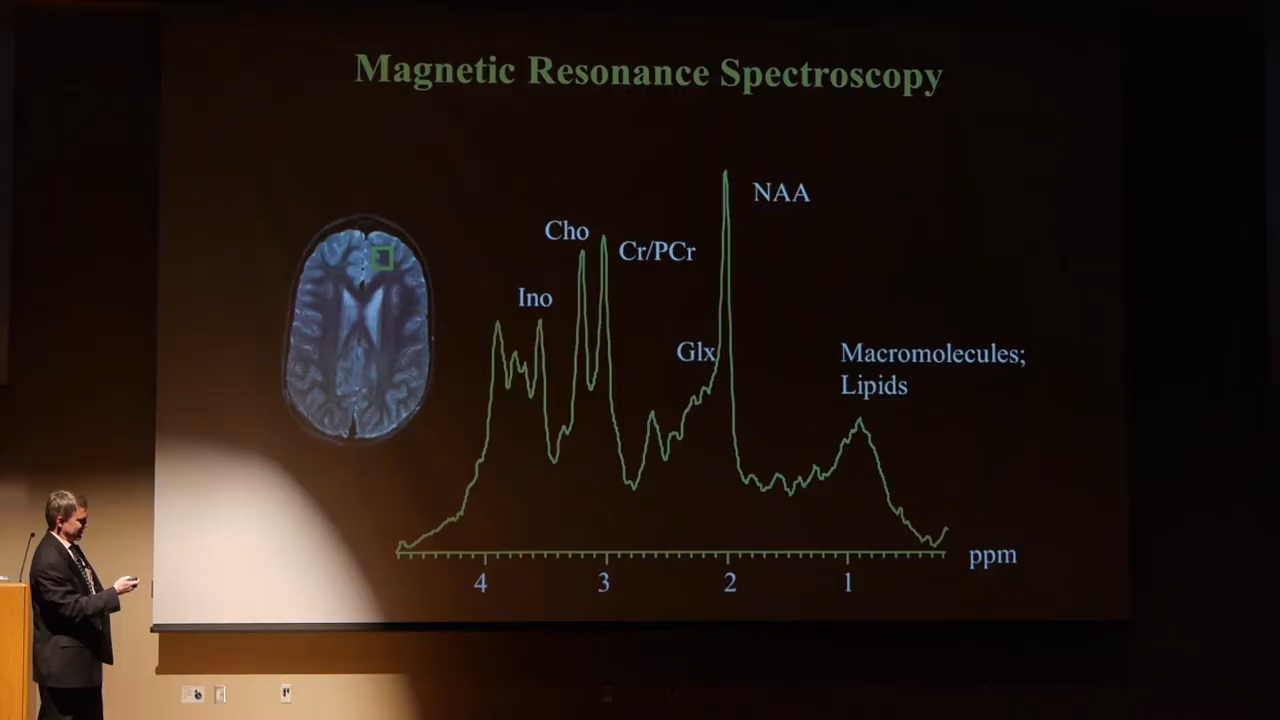 Magnetic Resonance Spectroscopy
NAA
Cho
Cr/PCr
Ino
Glx
Macromolecules;
Lipids
ppm
4 3 2 1